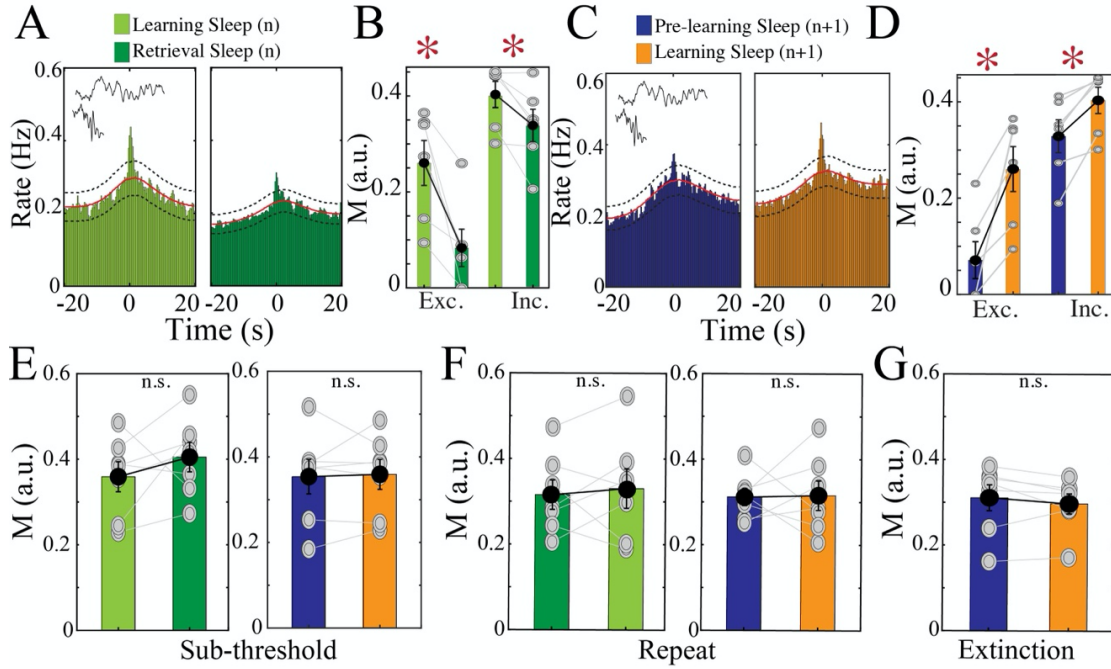 A
Learning Sleep (n)
Retrieval Sleep (n)
B
C
Pre-learning Sleep (n+1)
Learning Sleep (n+1)
D
* *
* *
Rate (Hz)
0.6
0.4
0.2
0
-20 0 20
-20 0 20
Time (s)
M (a.u.)
0.4
0.2
0
Exc. Inc.
Rate (Hz)
0.6
0.4
0.2
0
-20 0 20
-20 0 20
Time (s)
M (a.u.)
0.4
0.2
0
Exc. Inc.
E
M (a.u.)
0.6
0.4
0.2
0
n.s.
0.6
0.4
0.2
0
n.s.
Sub-threshold
F
M (a.u.)
0.6
0.4
0.2
0
n.s.
0.6
0.4
0.2
0
n.s.
Repeat
G
M (a.u.)
0.6
0.4
0.2
0
n.s.
Extinction